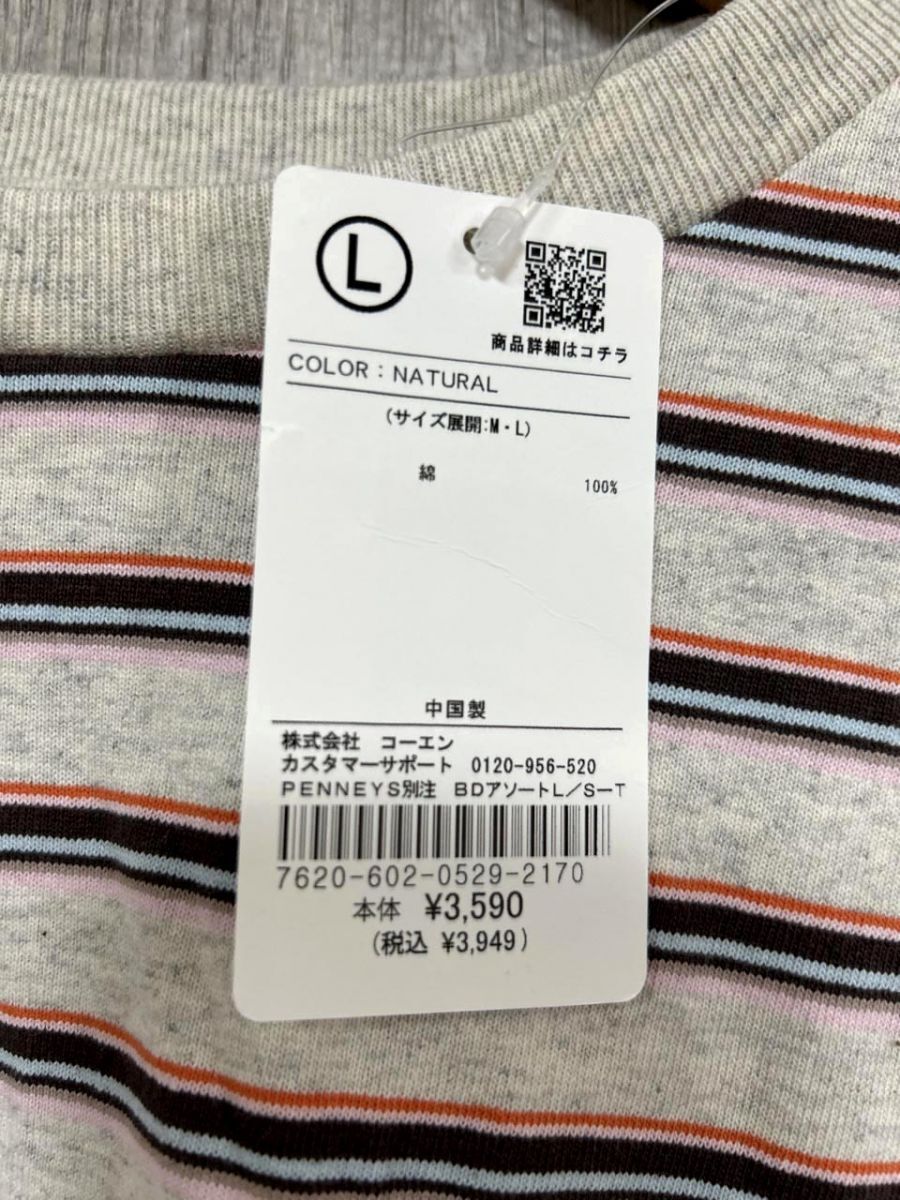 L
商品詳細はコチラ
COLOR：NATURAL
(サイズ展開:M・L)
綿 100%
中国製
株式会社 コーエン
カスタマーサポート 0120-956-520
PENNEYS別注 BDアソートL／S－T
7620-602-0529-2170
本体 ¥3,590
(税込 ¥3,949)